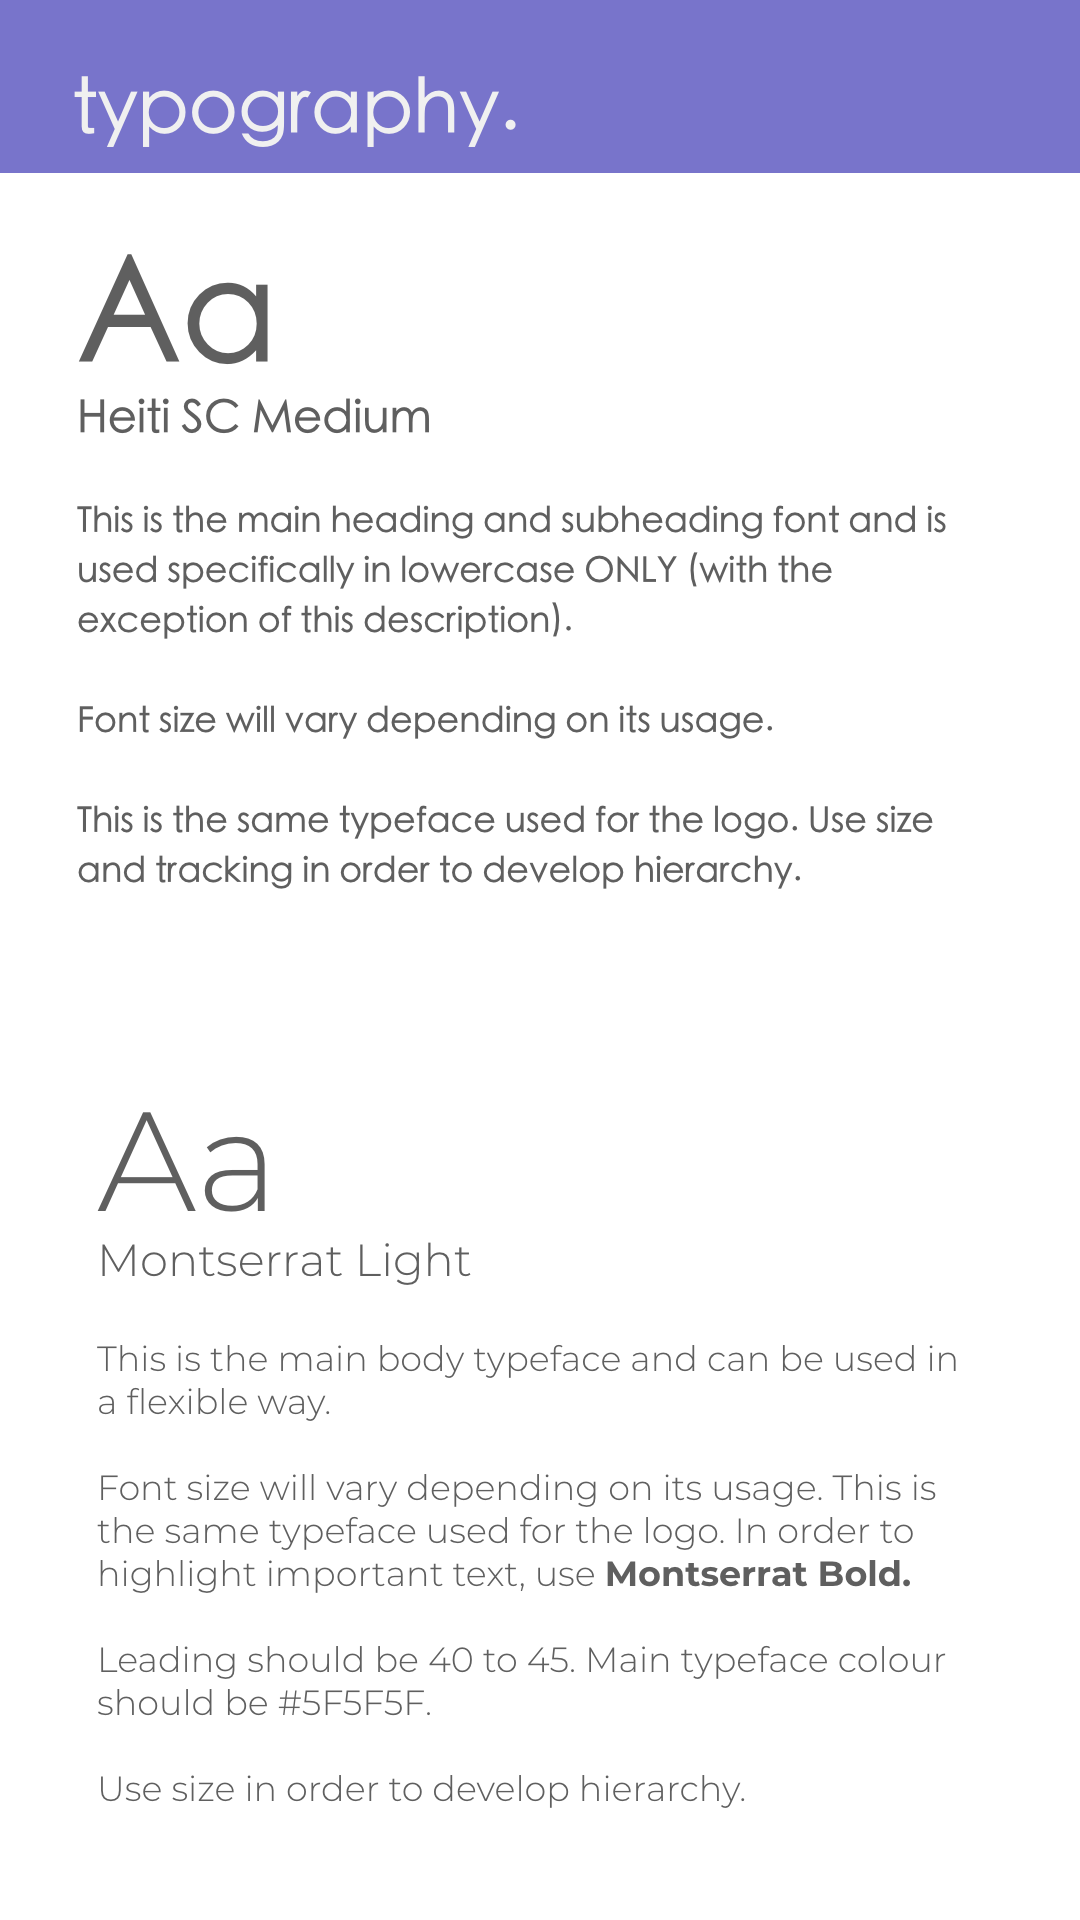 typography.
Aa
Heiti SC Medium
This is the main heading and subheading font and is
used specifically in lowercase ONLY (with the
exception of this description).
Font size will vary depending on its usage.
This is the same typeface used for the logo. Use size
and tracking in order to develop hierarchy.
Aa
Montserrat Light
This is the main body typeface and can be used in
a flexible way.
Font size will vary depending on its usage. This is
the same typeface used for the logo. In order to
highlight important text, use Montserrat Bold.
Leading should be 40 to 45. Main typeface colour
should be #5F5F5F.
Use size in order to develop hierarchy.